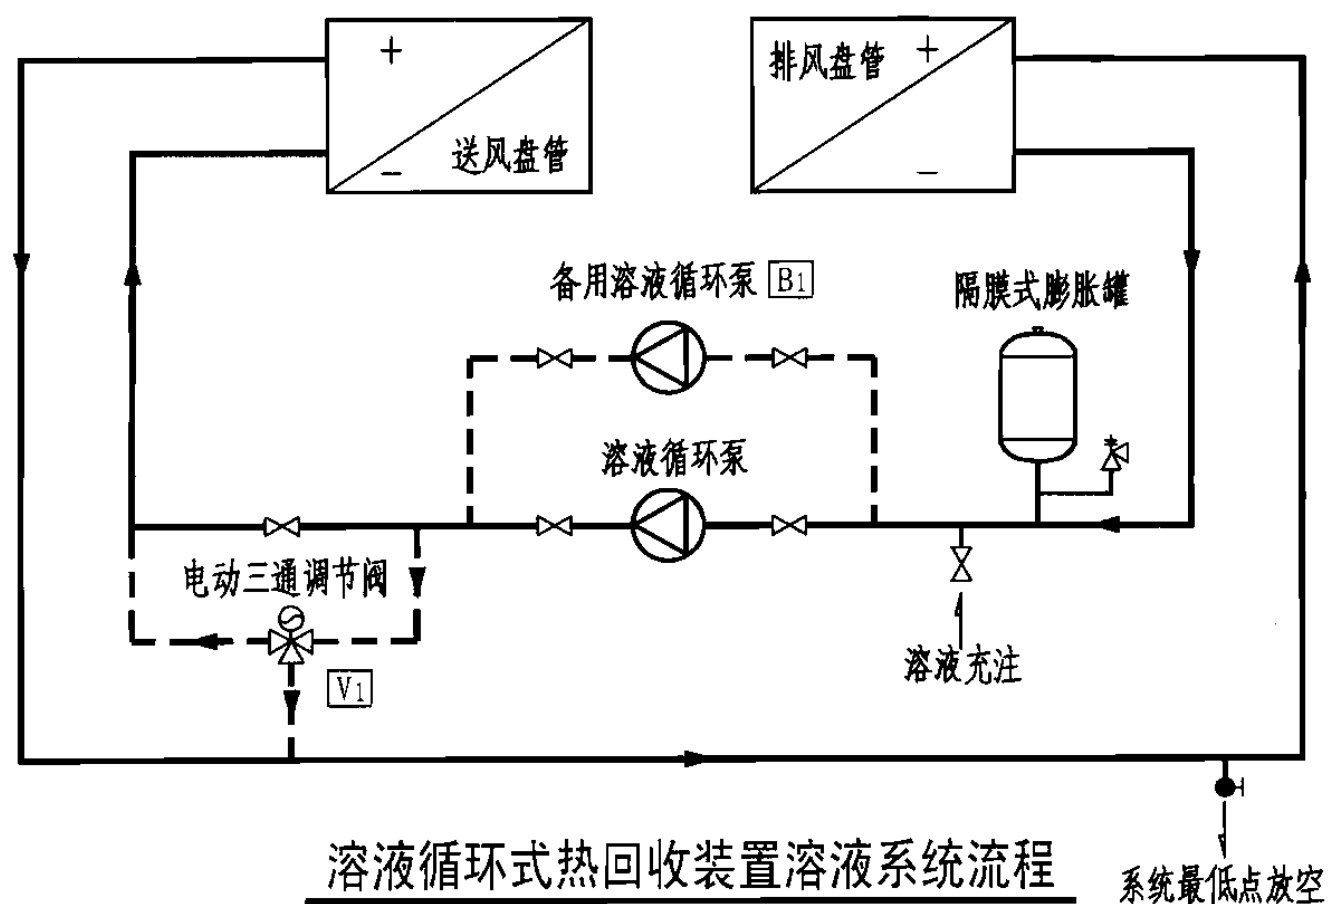 +
排风盘管 +
送风盘管
-
-
备用溶液循环泵 B1
隔膜式膨胀罐
溶液循环泵
电动三通调节阀
溶液充注
V1
溶液循环式热回收装置溶液系统流程
系统最低点放空